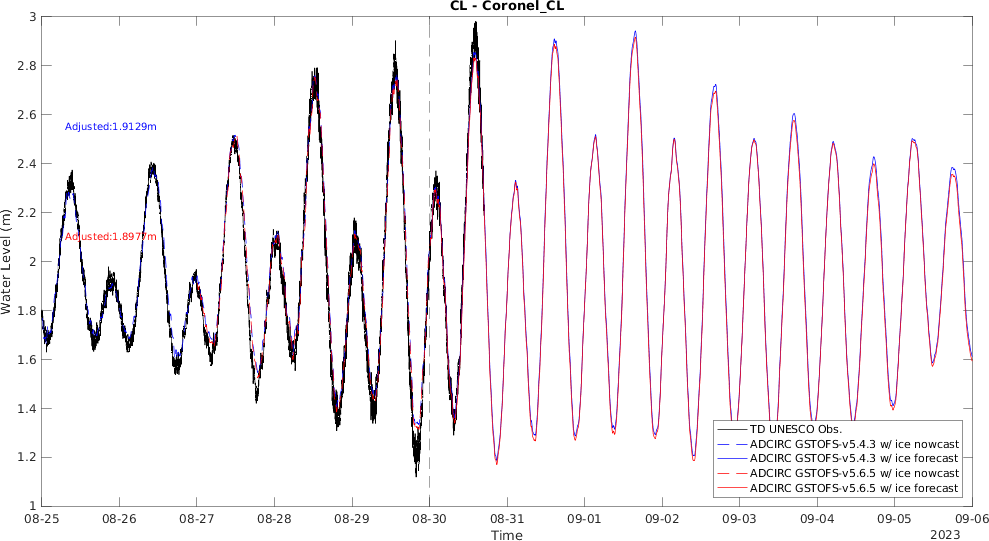 CL - Coronel_CL
3
2.8
2.6
2.4
2.2
2
1.8
1.6
1.4
1.2
1
Water Level (m)
Adjusted:1.9129m
Adjusted:1.8977m
TD UNESCO Obs.
ADCIRC GSTOFS-v5.4.3 w/ ice nowcast
ADCIRC GSTOFS-v5.4.3 w/ ice forecast
ADCIRC GSTOFS-v5.6.5 w/ ice nowcast
ADCIRC GSTOFS-v5.6.5 w/ ice forecast
08-25 08-26 08-27 08-28 08-29 08-30 08-31 09-01 09-02 09-03 09-04 09-05 09-06
Time
2023